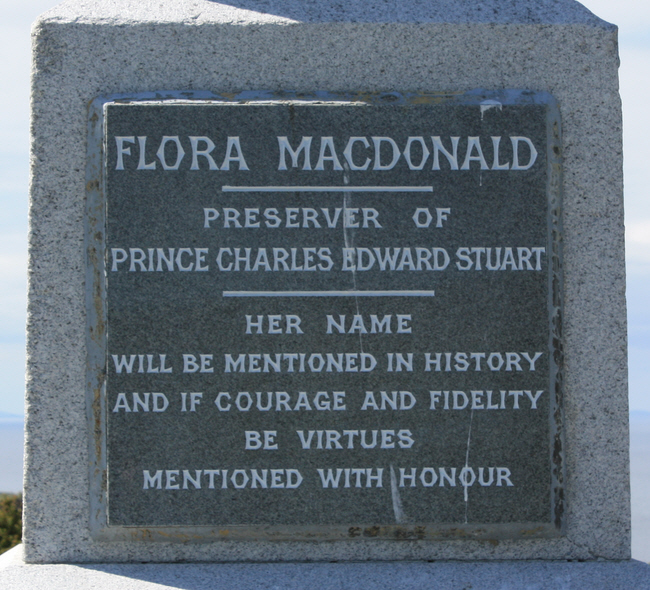 FLORA MACDONALD
PRESERVER OF
PRINCE CHARLES EDWARD STUART
HER NAME
WILL BE MENTIONED IN HISTORY
AND IF COURAGE AND FIDELITY
BE VIRTUES
MENTIONED WITH HONOUR